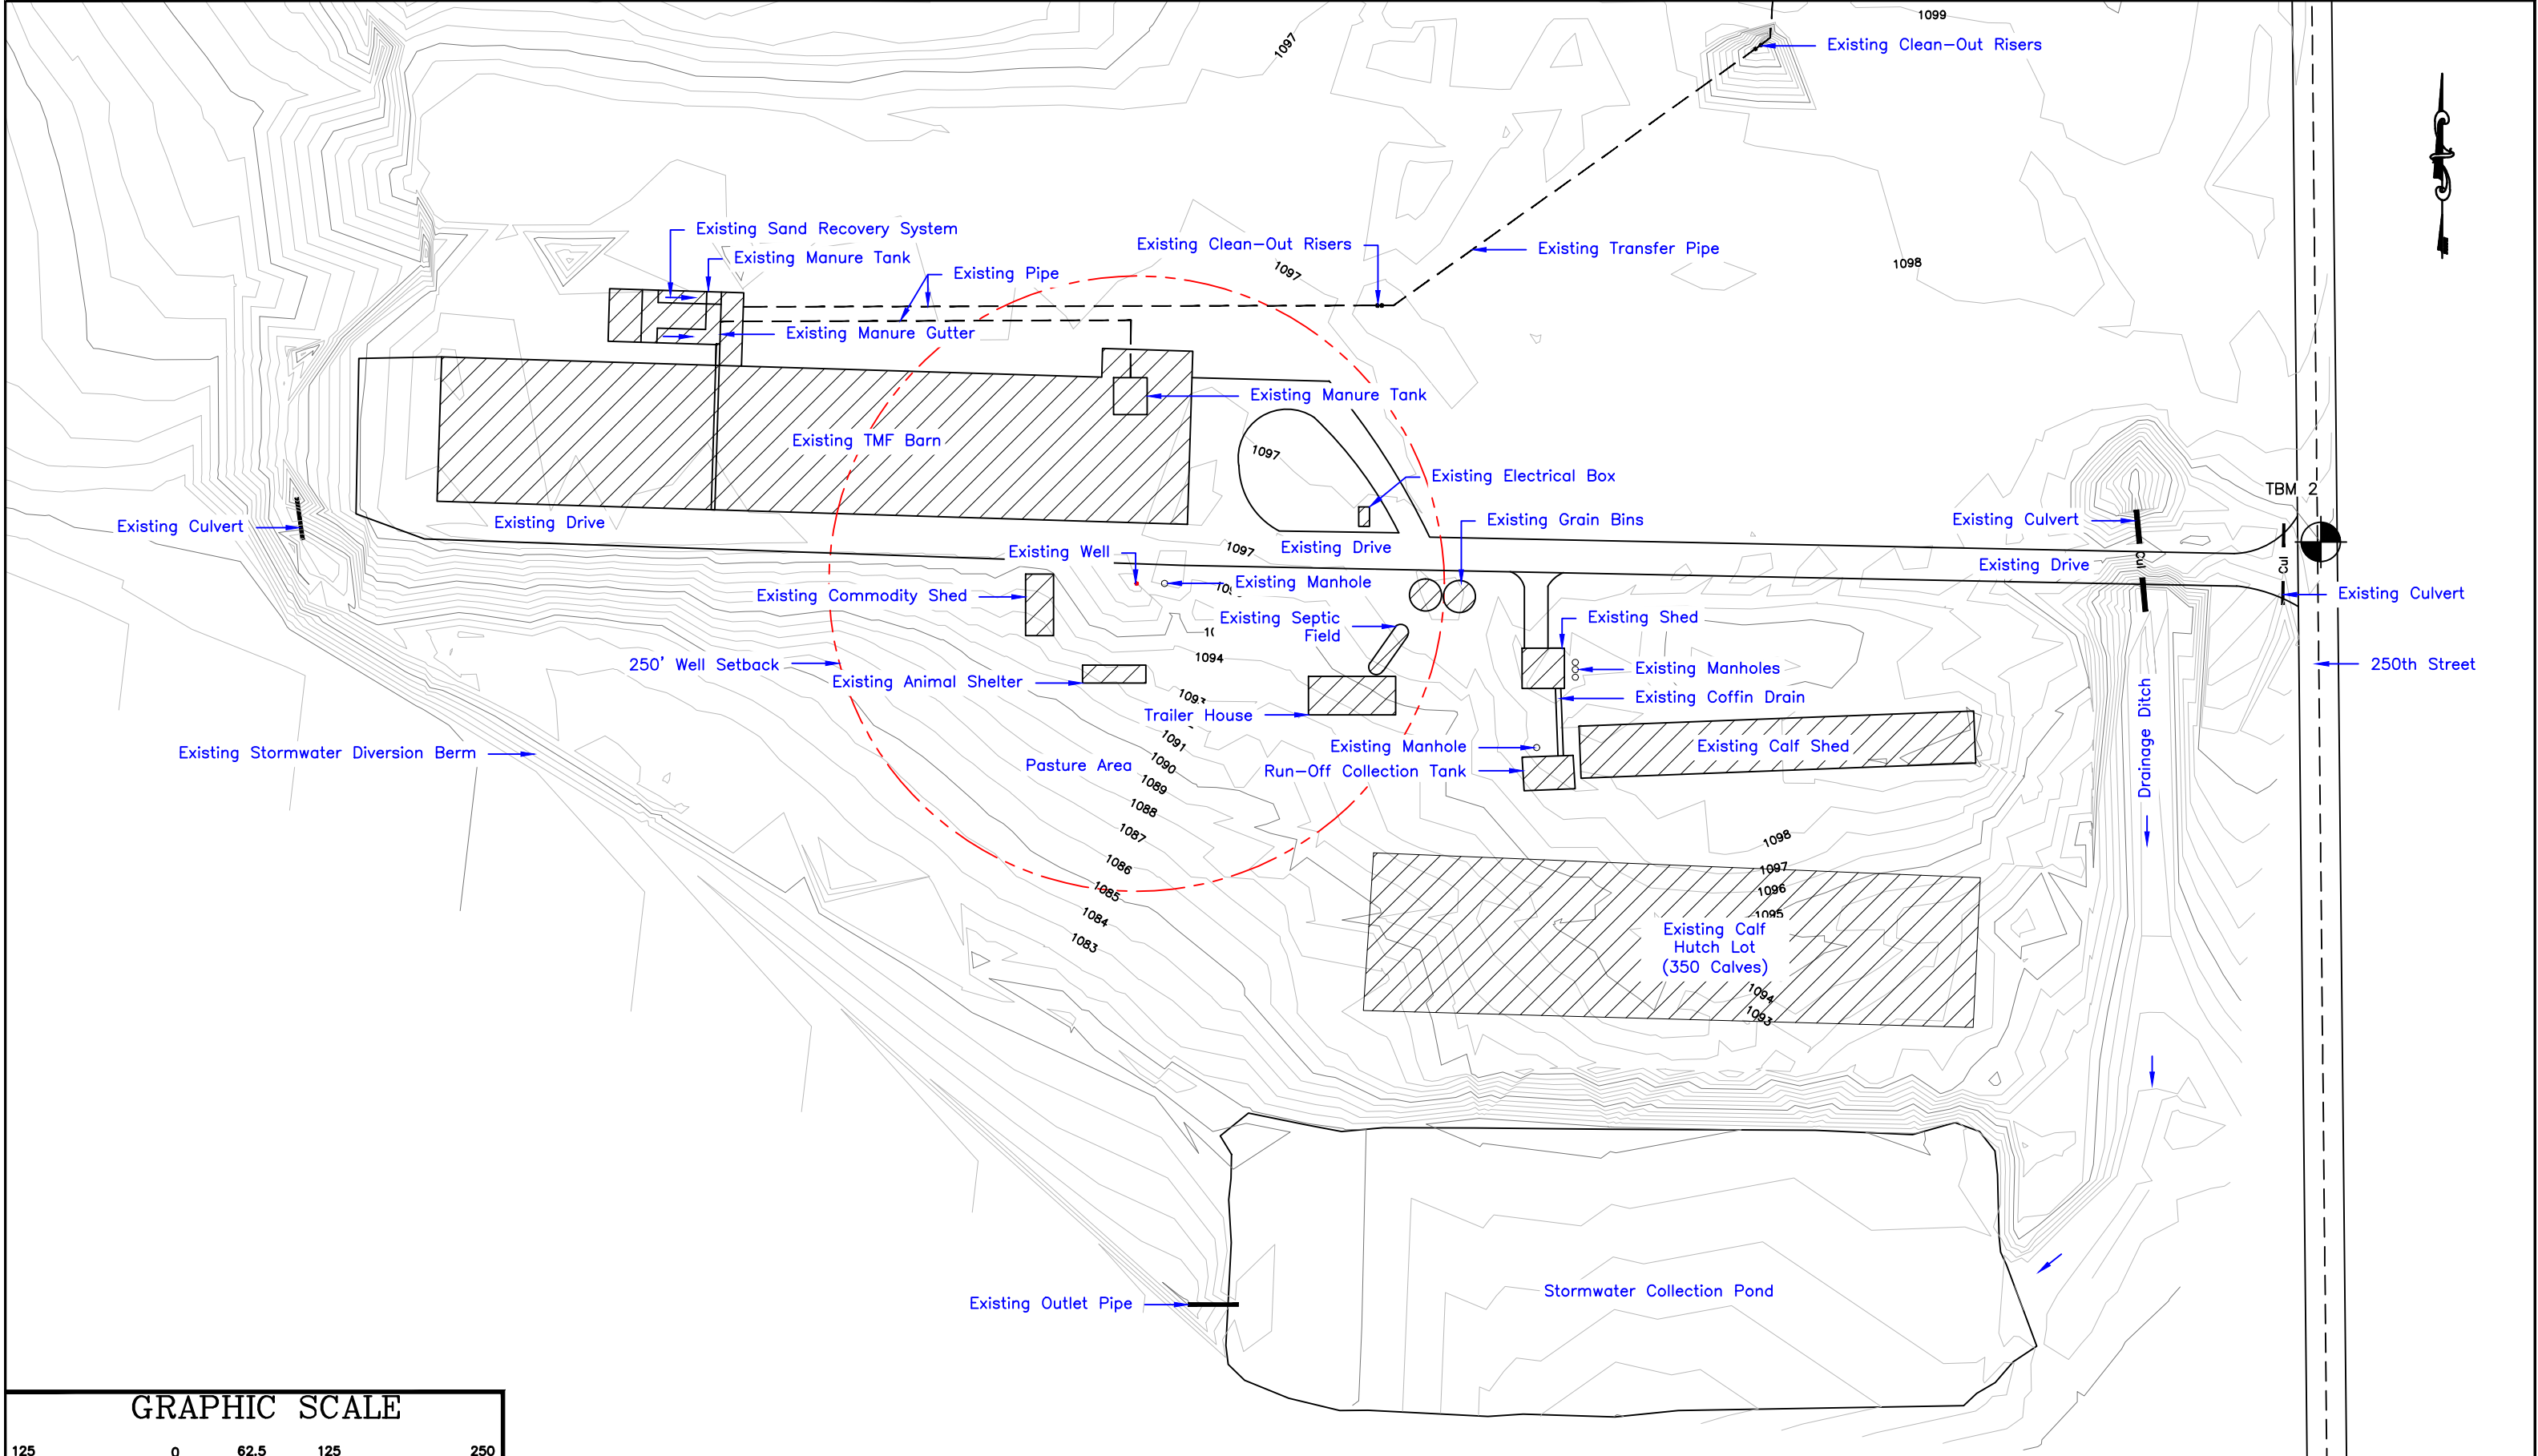 1099
1097
Existing Clean-Out Risers
Existing Sand Recovery System
Existing Clean-Out Risers
Existing Transfer Pipe
Existing Manure Tank
1098
Existing Pipe
1097
Existing Manure Gutter
Existing Manure Tank
Existing TMF Barn
1097
Existing Electrical Box
TBM 2
Existing Drive
Existing Culvert
Existing Grain Bins
Existing Culvert
Existing Drive
1097
Existing Well
Cul
Cul
Existing Drive
Existing Manhole
Existing Commodity Shed
Existing Culvert
Existing Septic
Field
Existing Shed
1094
250' Well Setback
Existing Manholes
250th Street
Existing Animal Shelter
1093
Existing Coffin Drain
Trailer House
Drainage Ditch
1091
Existing Manhole
Existing Calf Shed
Existing Stormwater Diversion Berm
Pasture Area
1090
Run-Off Collection Tank
1089
1088
1087
1098
1086
1097
1085
1096
1084
1095
1083
Existing Calf
Hutch Lot
(350 Calves)
1094
1093
Existing Outlet Pipe
Stormwater Collection Pond
GRAPHIC SCALE
125 0 62.5 125 250